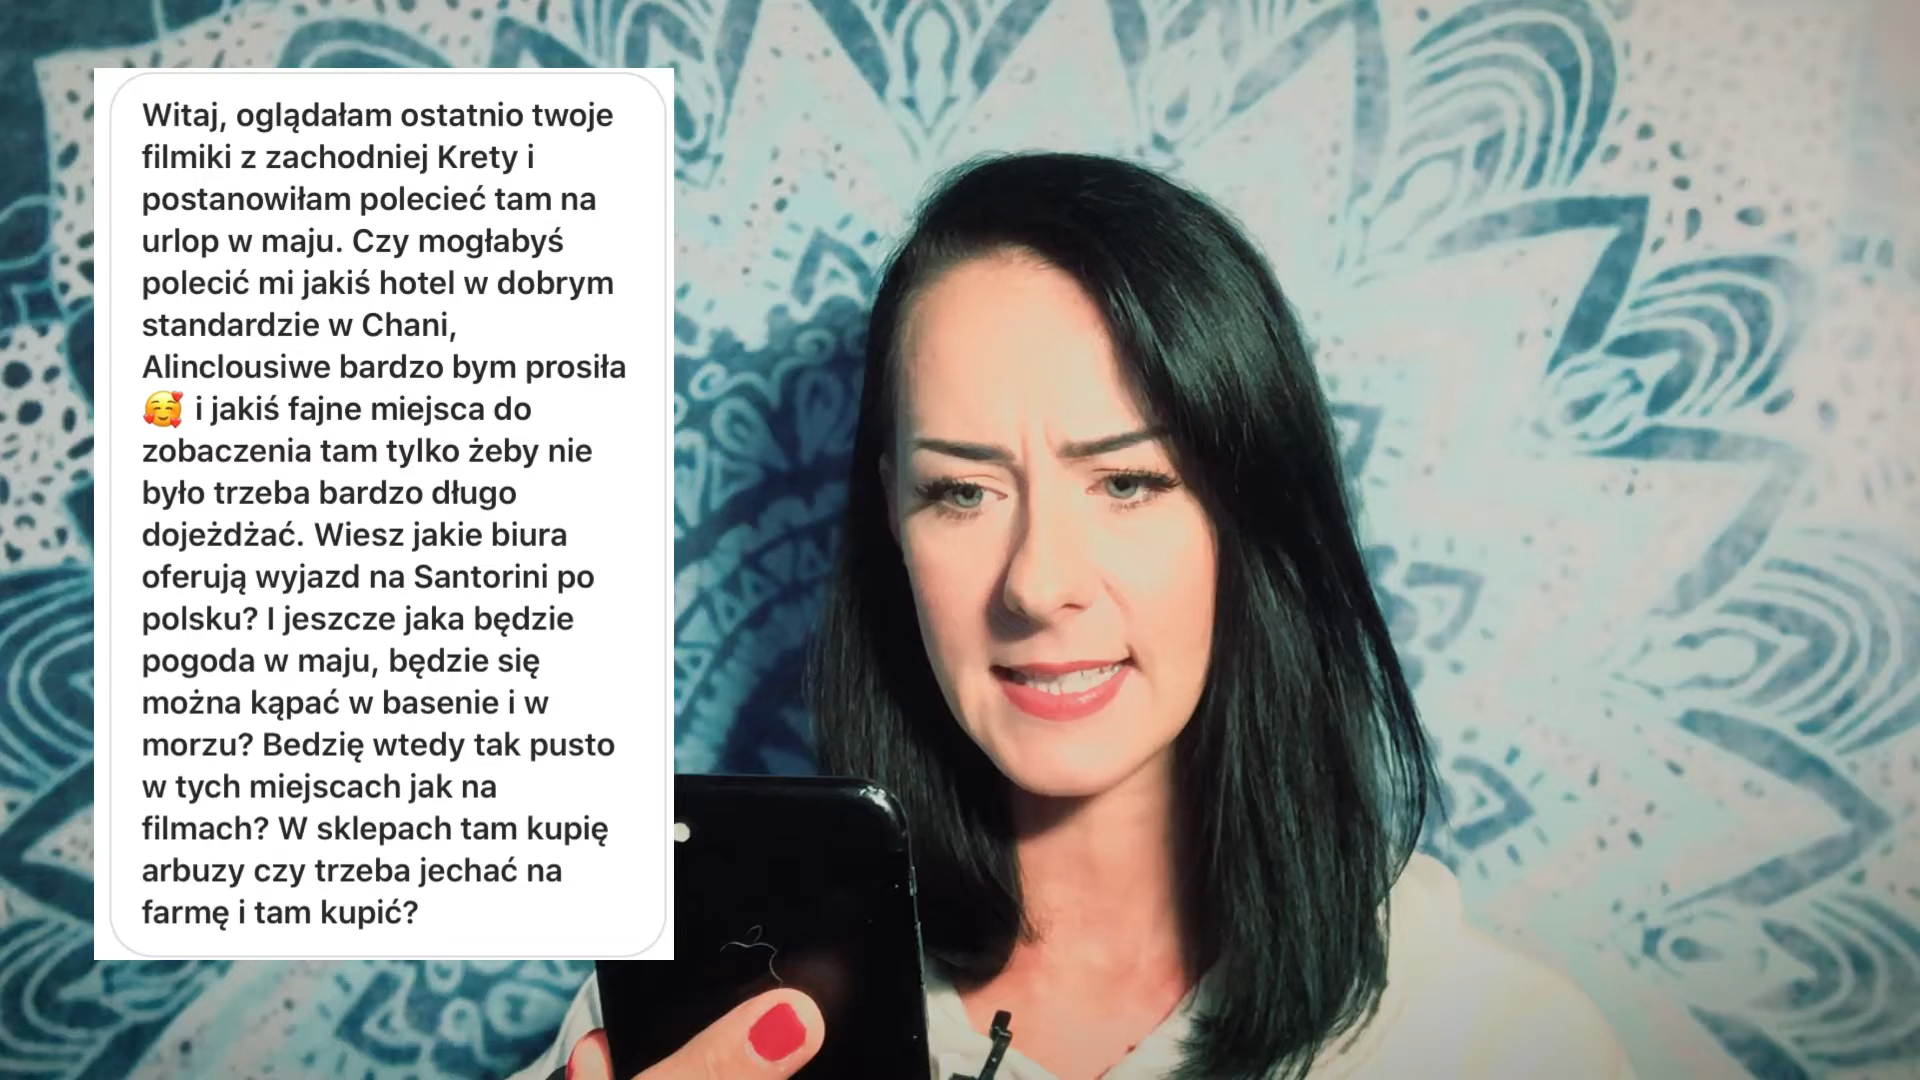 Witaj, oglądałam ostatnio twoje
filmiki z zachodniej Krety i
postanowiłam polecieć tam na
urlop w maju. Czy mogłabyś
polecić mi jakiś hotel w dobrym
standardzie w Chani,
Alinclousiwe bardzo bym prosiła
🥰 i jakiś fajne miejsca do
zobaczenia tam tylko żeby nie
było trzeba bardzo długo
dojeżdżać. Wiesz jakie biura
oferują wyjazd na Santorini po
polsku? I jeszcze jaka będzie
pogoda w maju, będzie się
można kąpać w basenie i w
morzu? Bedzię wtedy tak pusto
w tych miejscach jak na
filmach? W sklepach tam kupię
arbuzy czy trzeba jechać na
farmę i tam kupić?